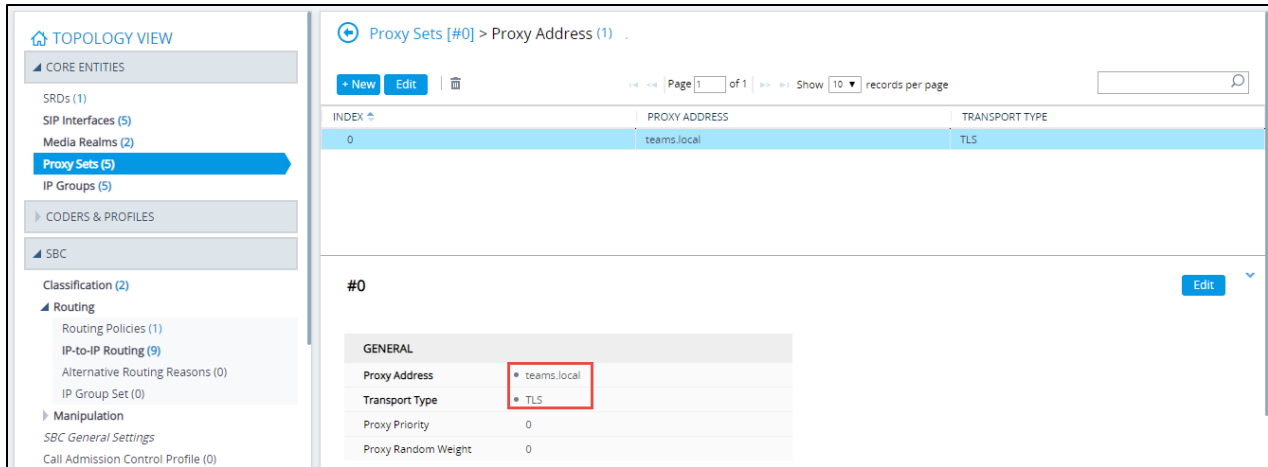 TOPOLOGY VIEW
CORE ENTITIES
SRDs (1)
SIP Interfaces (5)
Media Realms (2)
Proxy Sets (5)
IP Groups (5)
CODERS & PROFILES
SBC
Classification (2)
Routing
Routing Policies (1)
IP-to-IP Routing (9)
Alternative Routing Reasons (0)
IP Group Set (0)
Manipulation
SBC General Settings
Call Admission Control Profile (0)
Proxy Sets [#0] > Proxy Address (1) .
+ New Edit Page 1 of 1 Show 10 records per page
INDEX PROXY ADDRESS TRANSPORT TYPE
0 teams.local TLS
#0 Edit
GENERAL
Proxy Address • teams.local
Transport Type • TLS
Proxy Priority 0
Proxy Random Weight 0